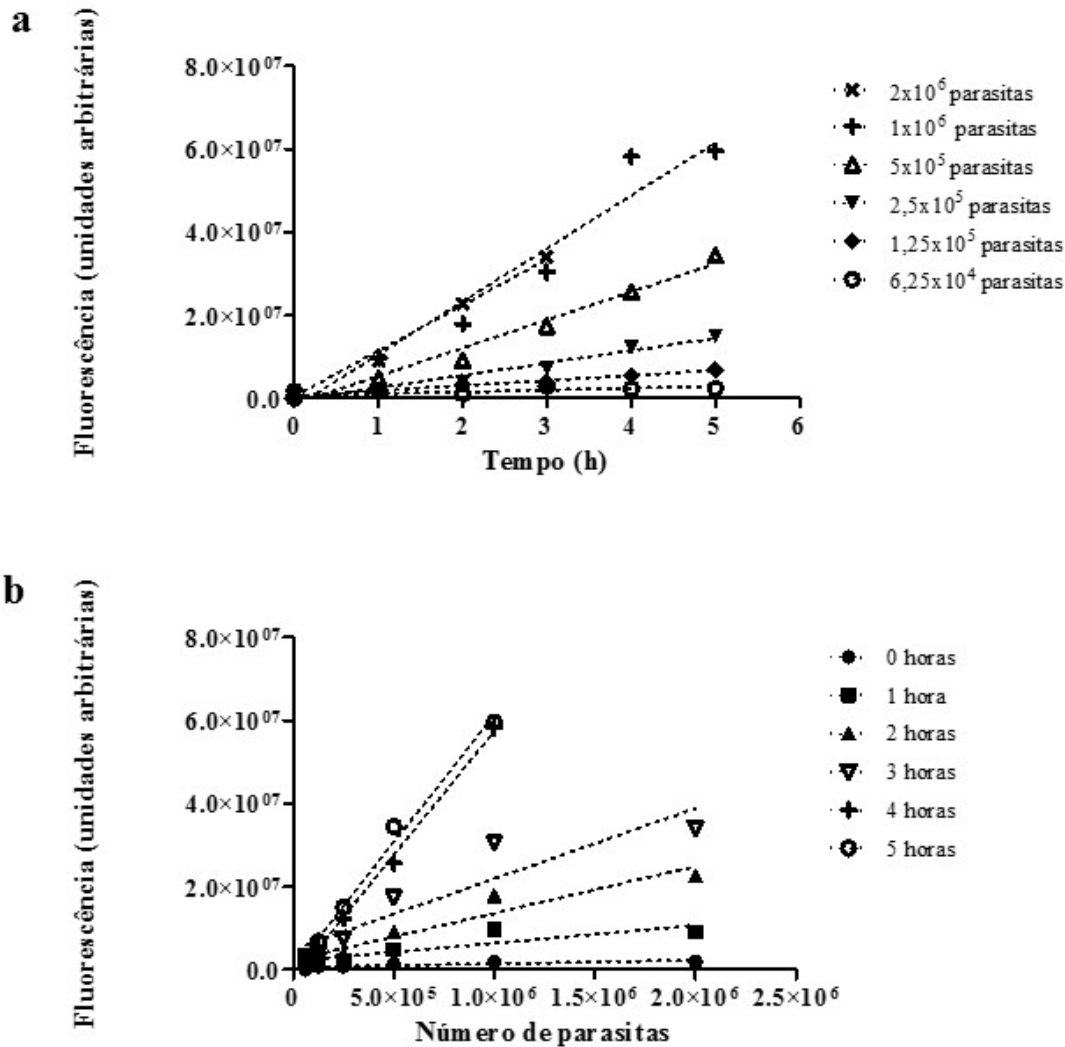 a
Fluorescência (unidades arbitrárias)
8.0×10⁰⁷
6.0×10⁰⁷
4.0×10⁰⁷
2.0×10⁰⁷
0.0
0 1 2 3 4 5 6
Tempo (h)
2x10⁶ parasitas
1x10⁶ parasitas
5x10⁵ parasitas
2,5x10⁵ parasitas
1,25x10⁵ parasitas
6,25x10⁴ parasitas
b
Fluorescência (unidades arbitrárias)
8.0×10⁰⁷
6.0×10⁰⁷
4.0×10⁰⁷
2.0×10⁰⁷
0.0
0 5.0×10⁵ 1.0×10⁶ 1.5×10⁶ 2.0×10⁶ 2.5×10⁶
Número de parasitas
0 horas
1 hora
2 horas
3 horas
4 horas
5 horas